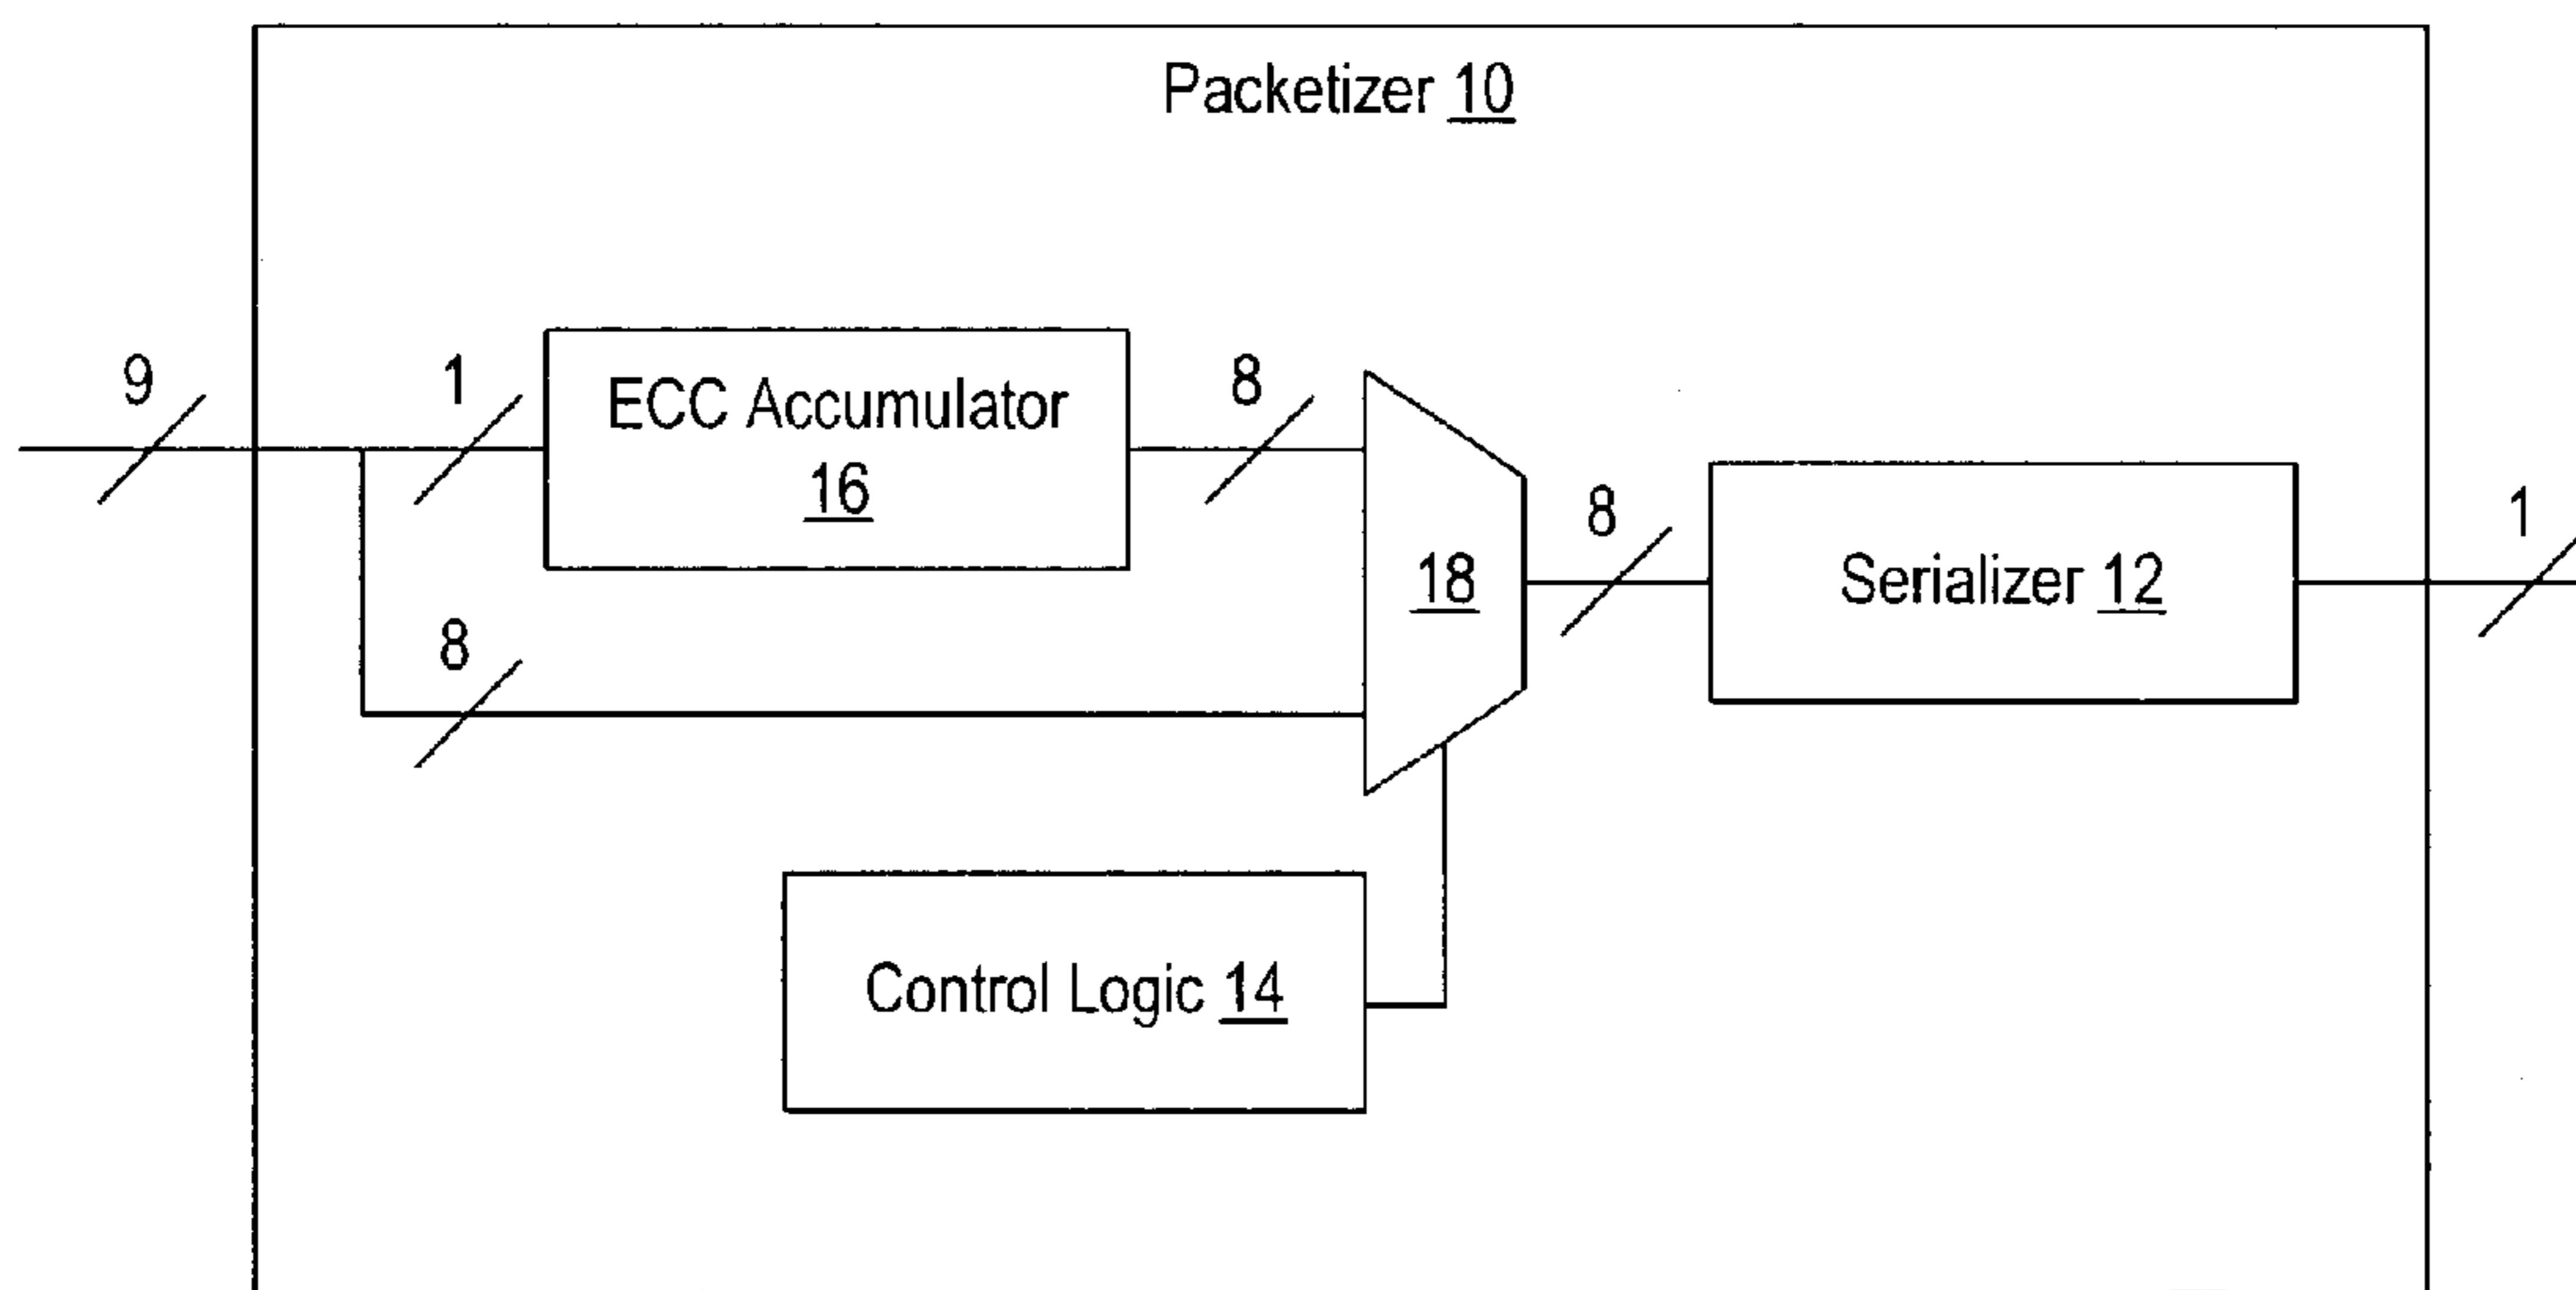 Packetizer 10
9
1
ECC Accumulator
16
8
8
18
8
Serializer 12
1
Control Logic 14